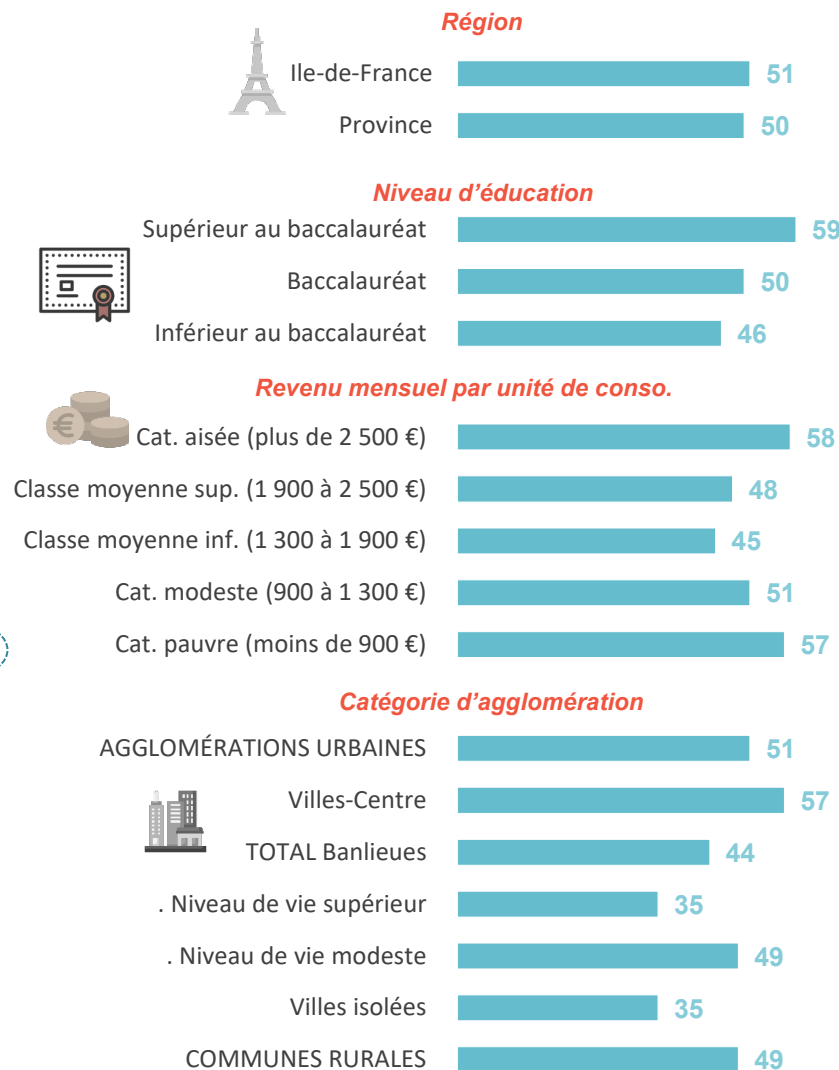 Région
Ile-de-France 51
Province 50
Niveau d’éducation
Supérieur au baccalauréat 59
Baccalauréat 50
Inférieur au baccalauréat 46
Revenu mensuel par unité de conso.
€
Cat. aisée (plus de 2 500 €) 58
Classe moyenne sup. (1 900 à 2 500 €) 48
Classe moyenne inf. (1 300 à 1 900 €) 45
Cat. modeste (900 à 1 300 €) 51
Cat. pauvre (moins de 900 €) 57
Catégorie d’agglomération
AGGLOMÉRATIONS URBAINES 51
Villes-Centre 57
TOTAL Banlieues 44
. Niveau de vie supérieur 35
. Niveau de vie modeste 49
Villes isolées 35
COMMUNES RURALES 49